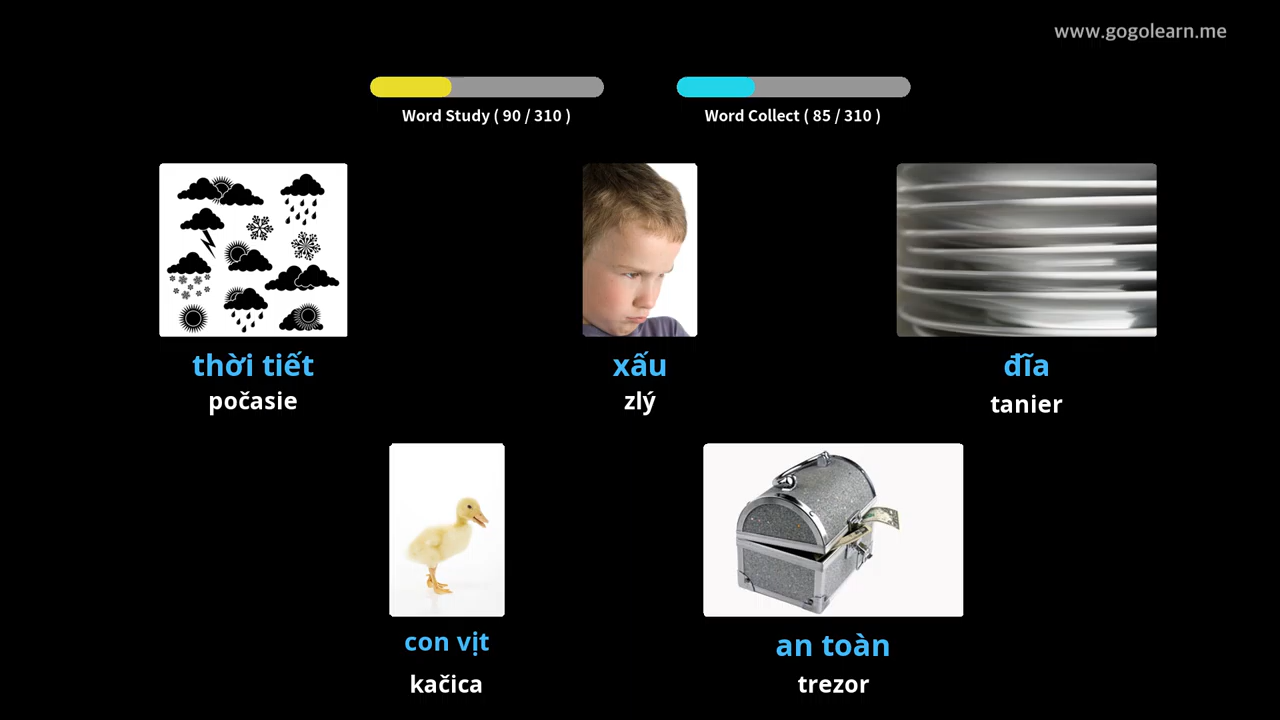 www.gogolearn.me
Word Study ( 90 / 310 )
Word Collect ( 85 / 310 )
thời tiết
počasie
xấu
zlý
đĩa
tanier
con vịt
kačica
an toàn
trezor